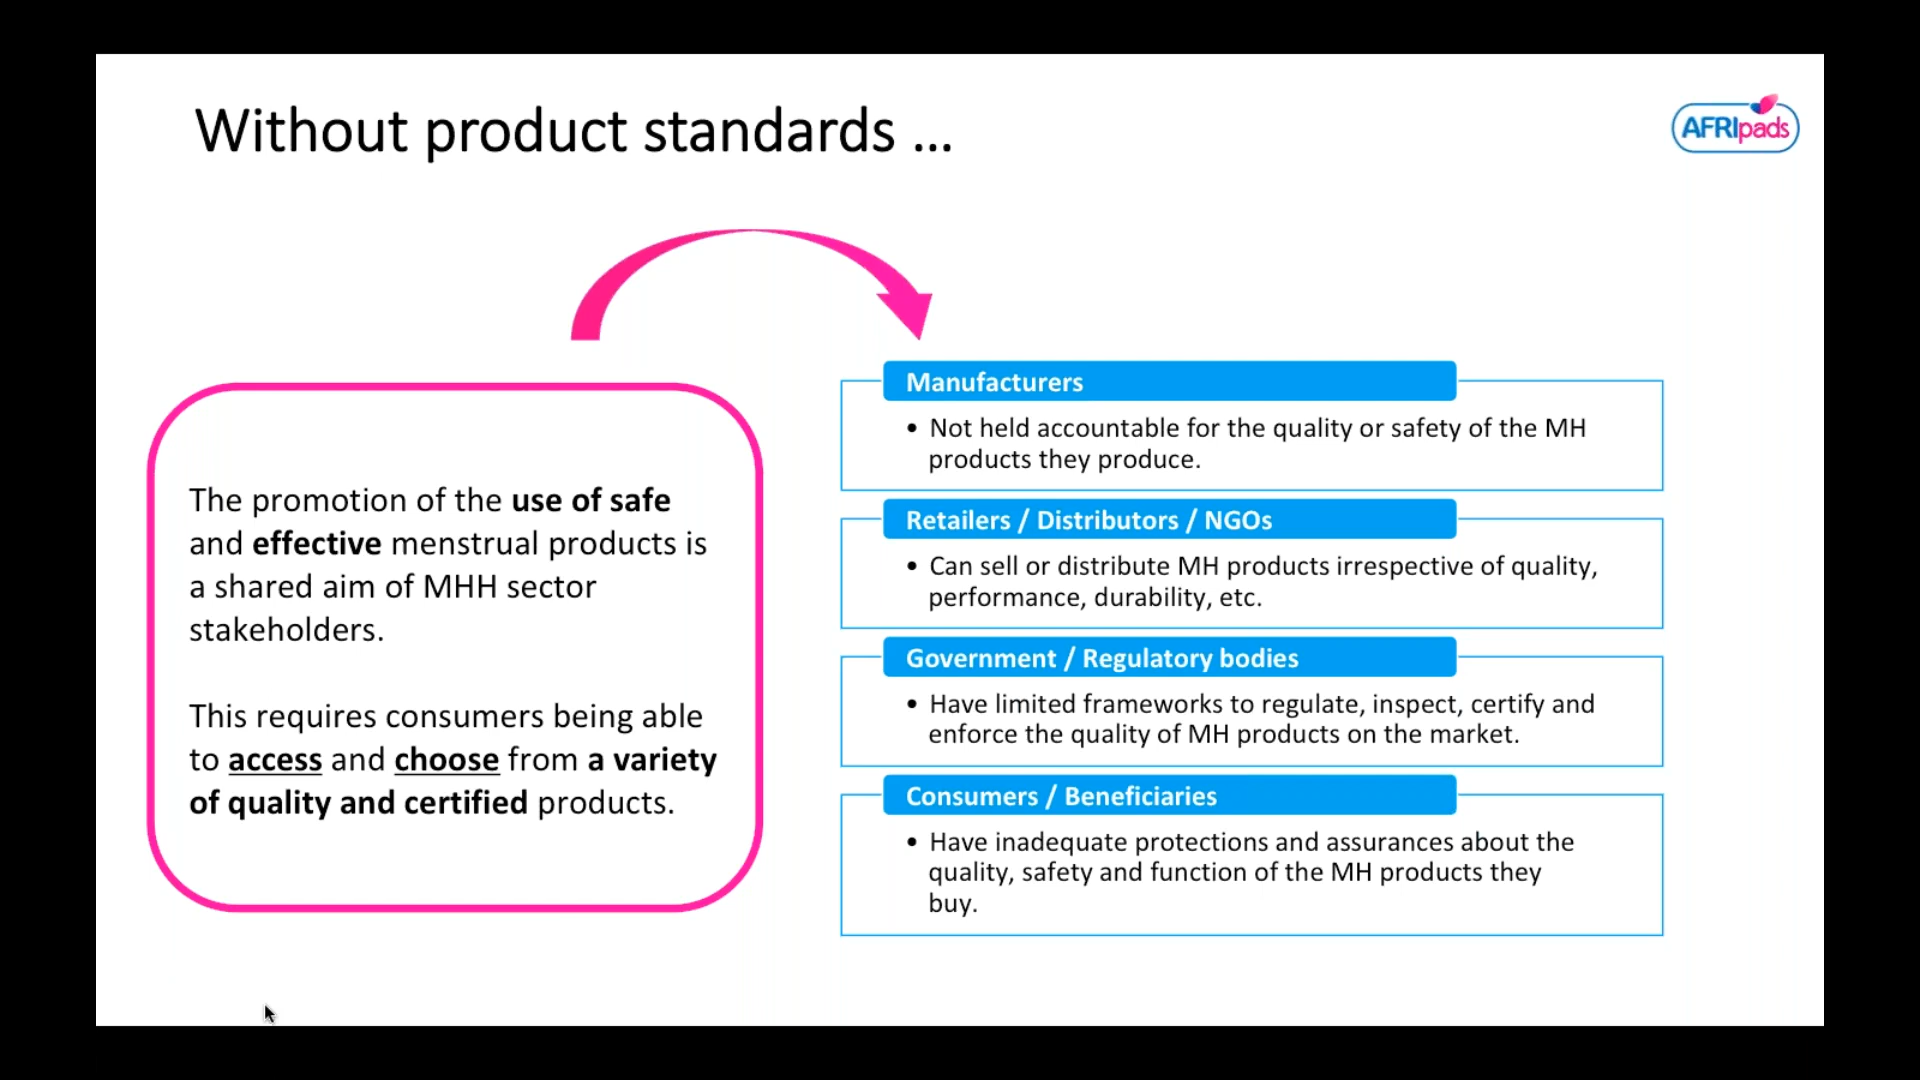 Without product standards ...
AFRIpads
The promotion of the use of safe
and effective menstrual products is
a shared aim of MHH sector
stakeholders.
This requires consumers being able
to access and choose from a variety
of quality and certified products.
Manufacturers
• Not held accountable for the quality or safety of the MH
products they produce.
Retailers / Distributors / NGOs
• Can sell or distribute MH products irrespective of quality,
performance, durability, etc.
Government / Regulatory bodies
• Have limited frameworks to regulate, inspect, certify and
enforce the quality of MH products on the market.
Consumers / Beneficiaries
• Have inadequate protections and assurances about the
quality, safety and function of the MH products they
buy.